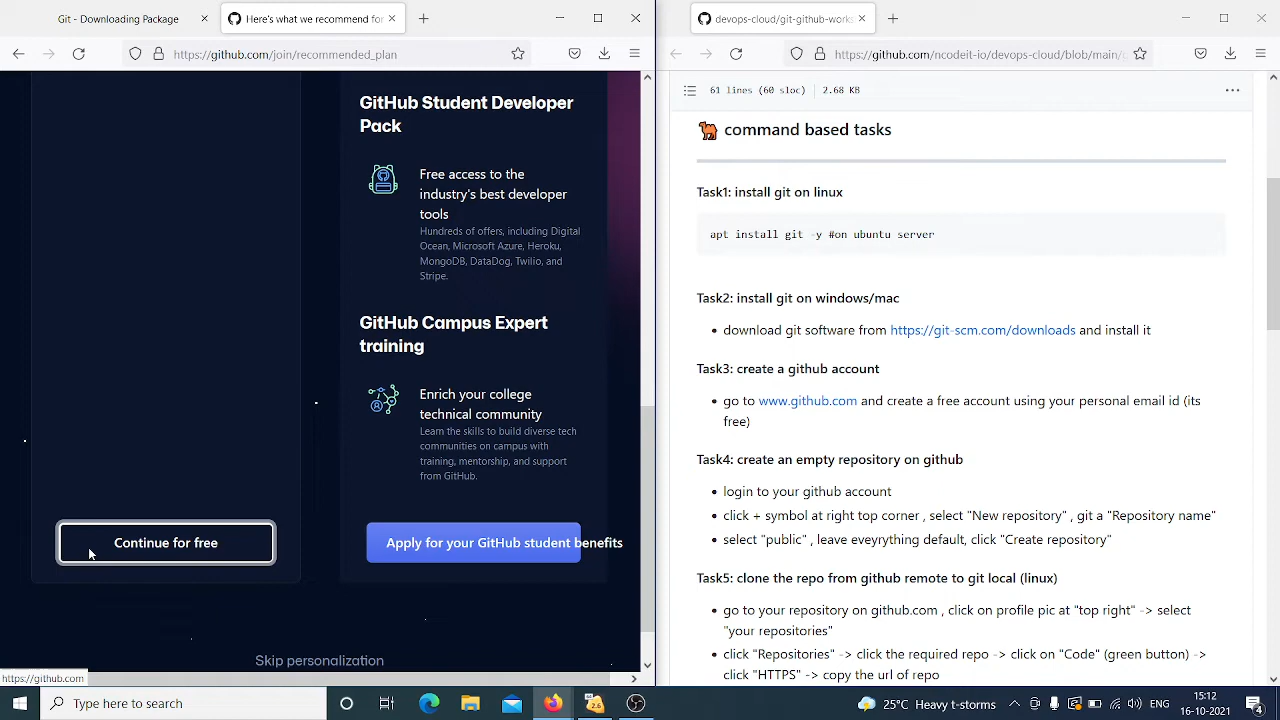 Git - Downloading Package
Here's what we recommend for
https://github.com/join/recommended_plan
GitHub Student Developer
Pack
Free access to the
industry's best developer
tools
Hundreds of offers, including Digital
Ocean, Microsoft Azure, Heroku,
MongoDB, DataDog, Twilio, and
Stripe.
GitHub Campus Expert
training
Enrich your college
technical community
Learn the skills to build diverse tech
communities on campus with
training, mentorship, and support
from GitHub.
Continue for free
Apply for your GitHub student benefits
Skip personalization
https://github.com
devops-cloud/git-github-works
https://github.com/ncodeit-io/devops-cloud/blob/main/g
61 lines (60 sloc)
2.68 KB
command based tasks
Task1: install git on linux
apt install git -y #on ubuntu server
Task2: install git on windows/mac
download git software from https://git-scm.com/downloads and install it
Task3: create a github account
go to www.github.com and create a free account using your personal email id (its
free)
Task4: create an empty repository on github
login to your github account
click + symbol at right top corner , select "New repository" , git a "Repository name"
select "public" , leave eveyrything default, click "Create repository"
Task5: clone the repo from github remote to git local (linux)
go to your repository on github.com , click on profile pic at "top right" -> select
"your repositories"
click "Repositories" -> click the required repo -> click on "Code" (green button) ->
click "HTTPS" -> copy the url of repo
Type here to search
2.6
25°C Heavy t-storms
ENG
15:12
16-10-2021
4